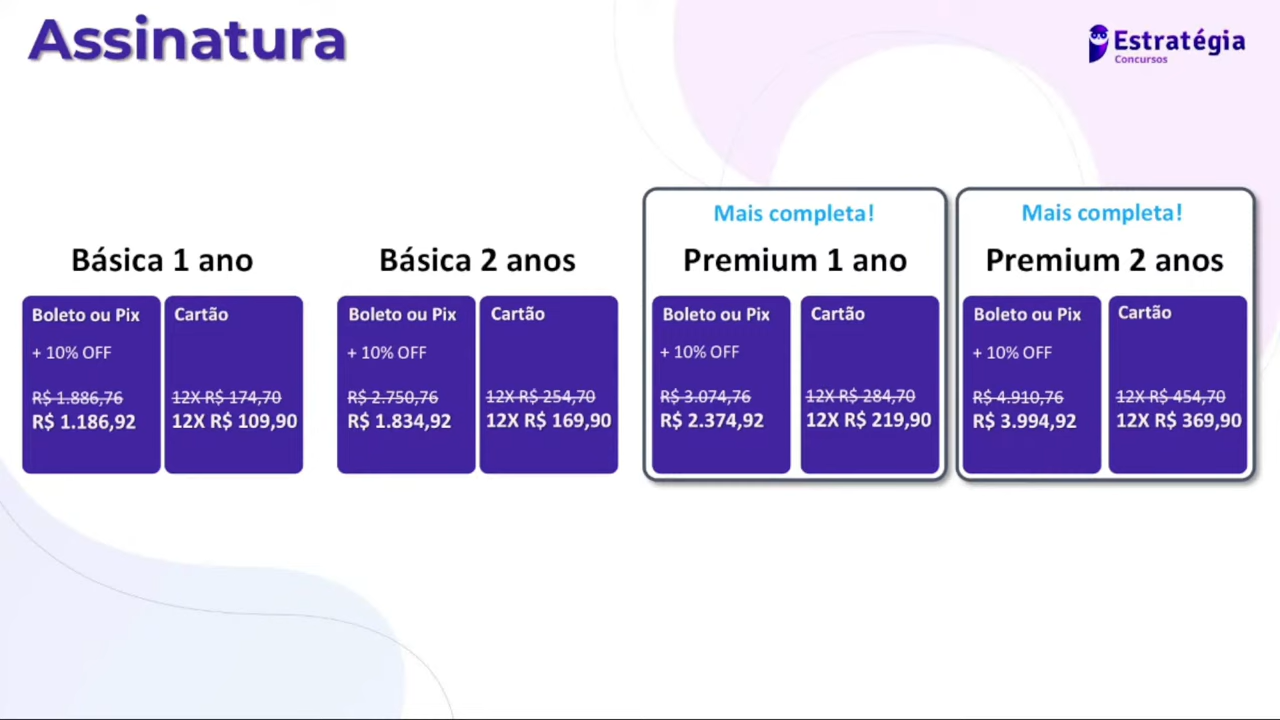 Assinatura
Estratégia
Concursos
Básica 1 ano
Boleto ou Pix
+ 10% OFF
R$ 1.886,76
R$ 1.186,92
Cartão
12X R$ 174,70
12X R$ 109,90
Básica 2 anos
Boleto ou Pix
+ 10% OFF
R$ 2.750,76
R$ 1.834,92
Cartão
12X R$ 254,70
12X R$ 169,90
Mais completa!
Premium 1 ano
Boleto ou Pix
+ 10% OFF
R$ 3.074,76
R$ 2.374,92
Cartão
12X R$ 284,70
12X R$ 219,90
Mais completa!
Premium 2 anos
Boleto ou Pix
+ 10% OFF
R$ 4.910,76
R$ 3.994,92
Cartão
12X R$ 454,70
12X R$ 369,90